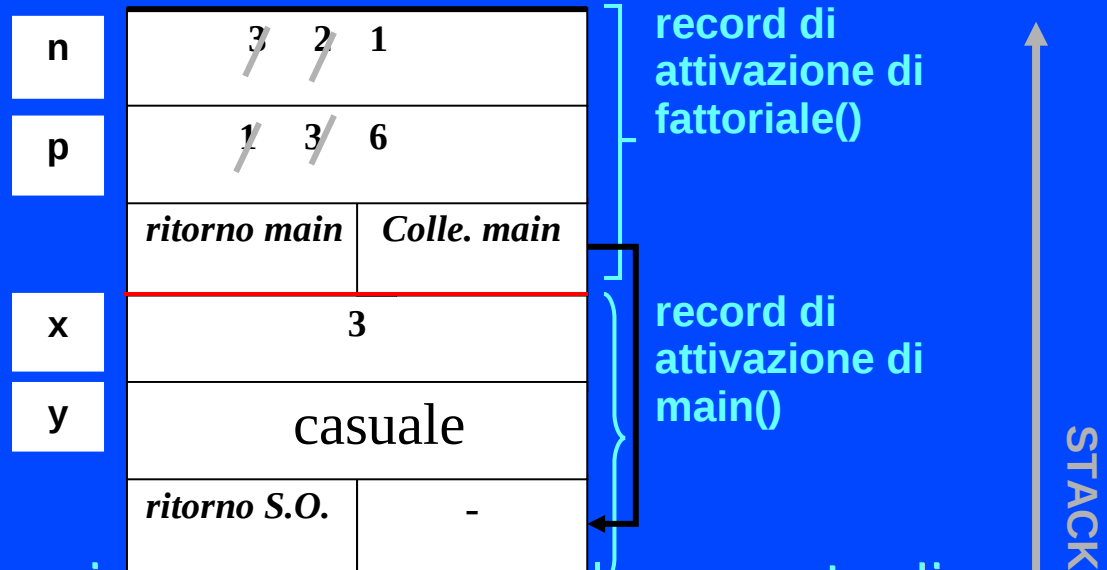 n
3 2 1
record di
attivazione di
fattoriale()
p
1 3 6
ritorno main
Colle. main
x
3
record di
attivazione di
main()
y
casuale
ritorno S.O.
-
STACK